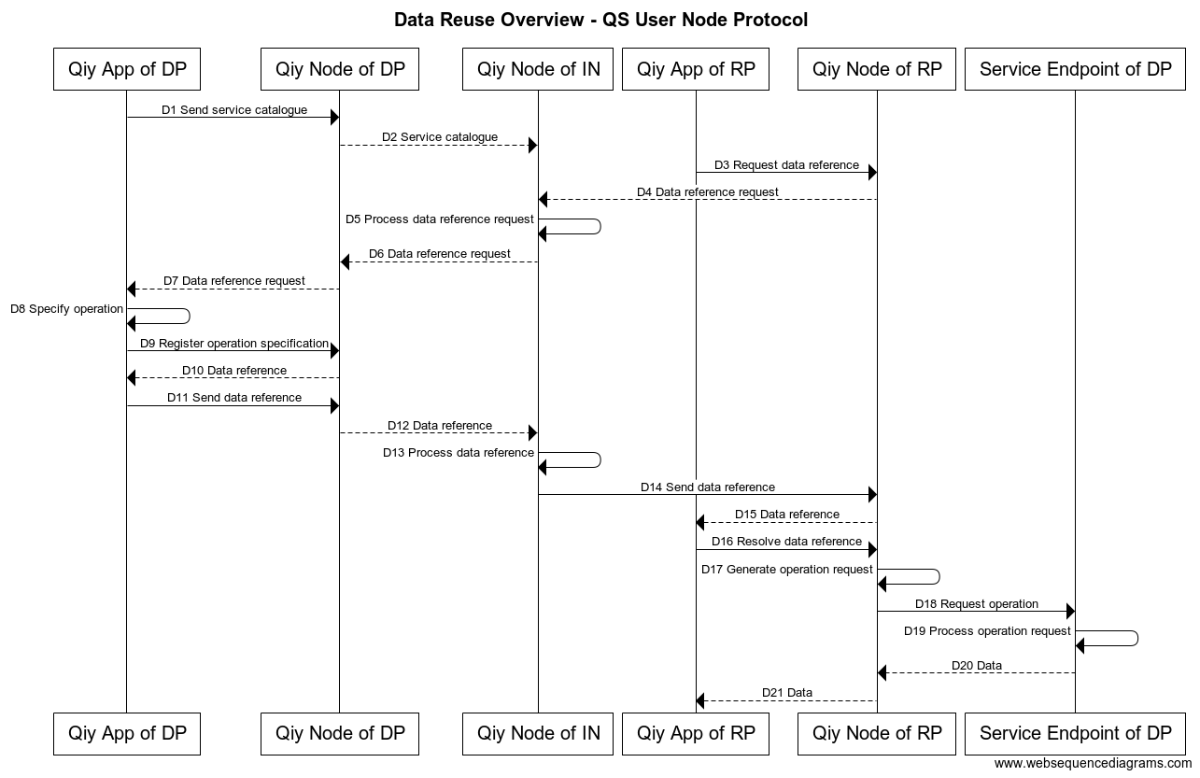 Data Reuse Overview - QS User Node Protocol
Qiy App of DP
Qiy Node of DP
Qiy Node of IN
Qiy App of RP
Qiy Node of RP
Service Endpoint of DP
D1 Send service catalogue
D2 Service catalogue
D3 Request data reference
D4 Data reference request
D5 Process data reference request
D6 Data reference request
D7 Data reference request
D8 Specify operation
D9 Register operation specification
D10 Data reference
D11 Send data reference
D12 Data reference
D13 Process data reference
D14 Send data reference
D15 Data reference
D16 Resolve data reference
D17 Generate operation request
D18 Request operation
D19 Process operation request
D20 Data
D21 Data
Qiy App of DP
Qiy Node of DP
Qiy Node of IN
Qiy App of RP
Qiy Node of RP
Service Endpoint of DP
www.websequencediagrams.com